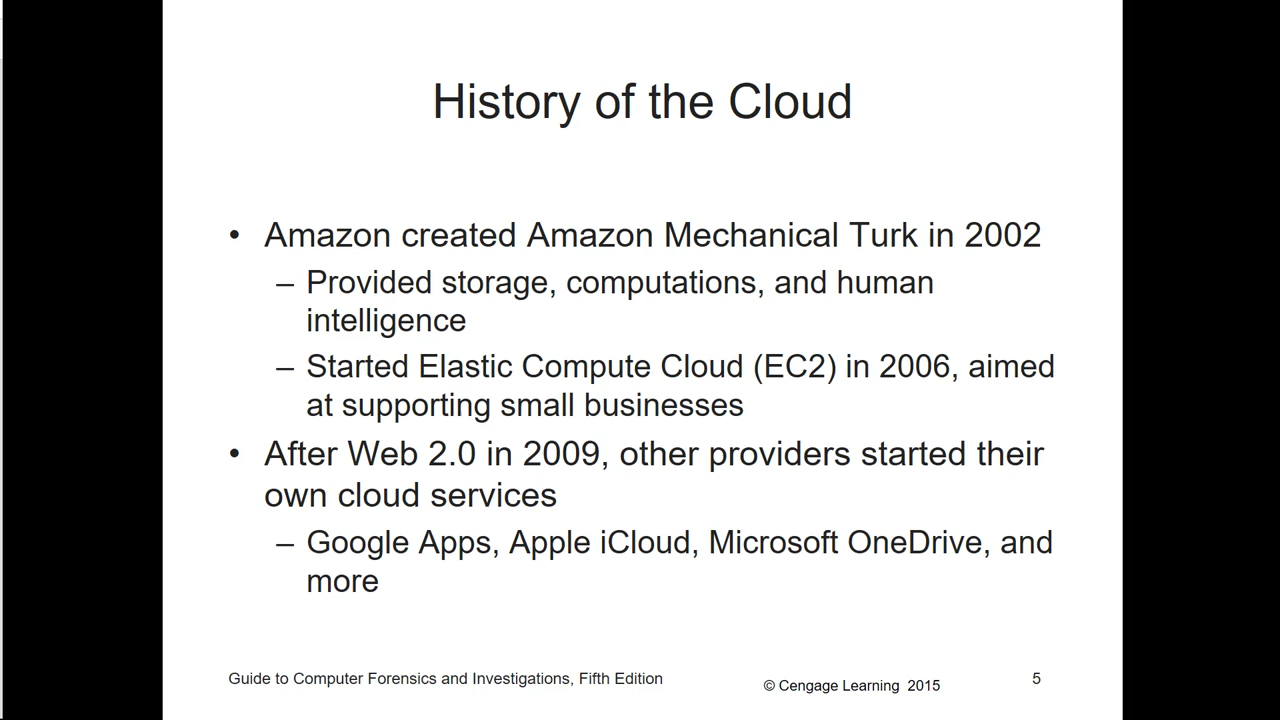 History of the Cloud
• Amazon created Amazon Mechanical Turk in 2002
– Provided storage, computations, and human
intelligence
– Started Elastic Compute Cloud (EC2) in 2006, aimed
at supporting small businesses
• After Web 2.0 in 2009, other providers started their
own cloud services
– Google Apps, Apple iCloud, Microsoft OneDrive, and
more
Guide to Computer Forensics and Investigations, Fifth Edition
© Cengage Learning 2015
5